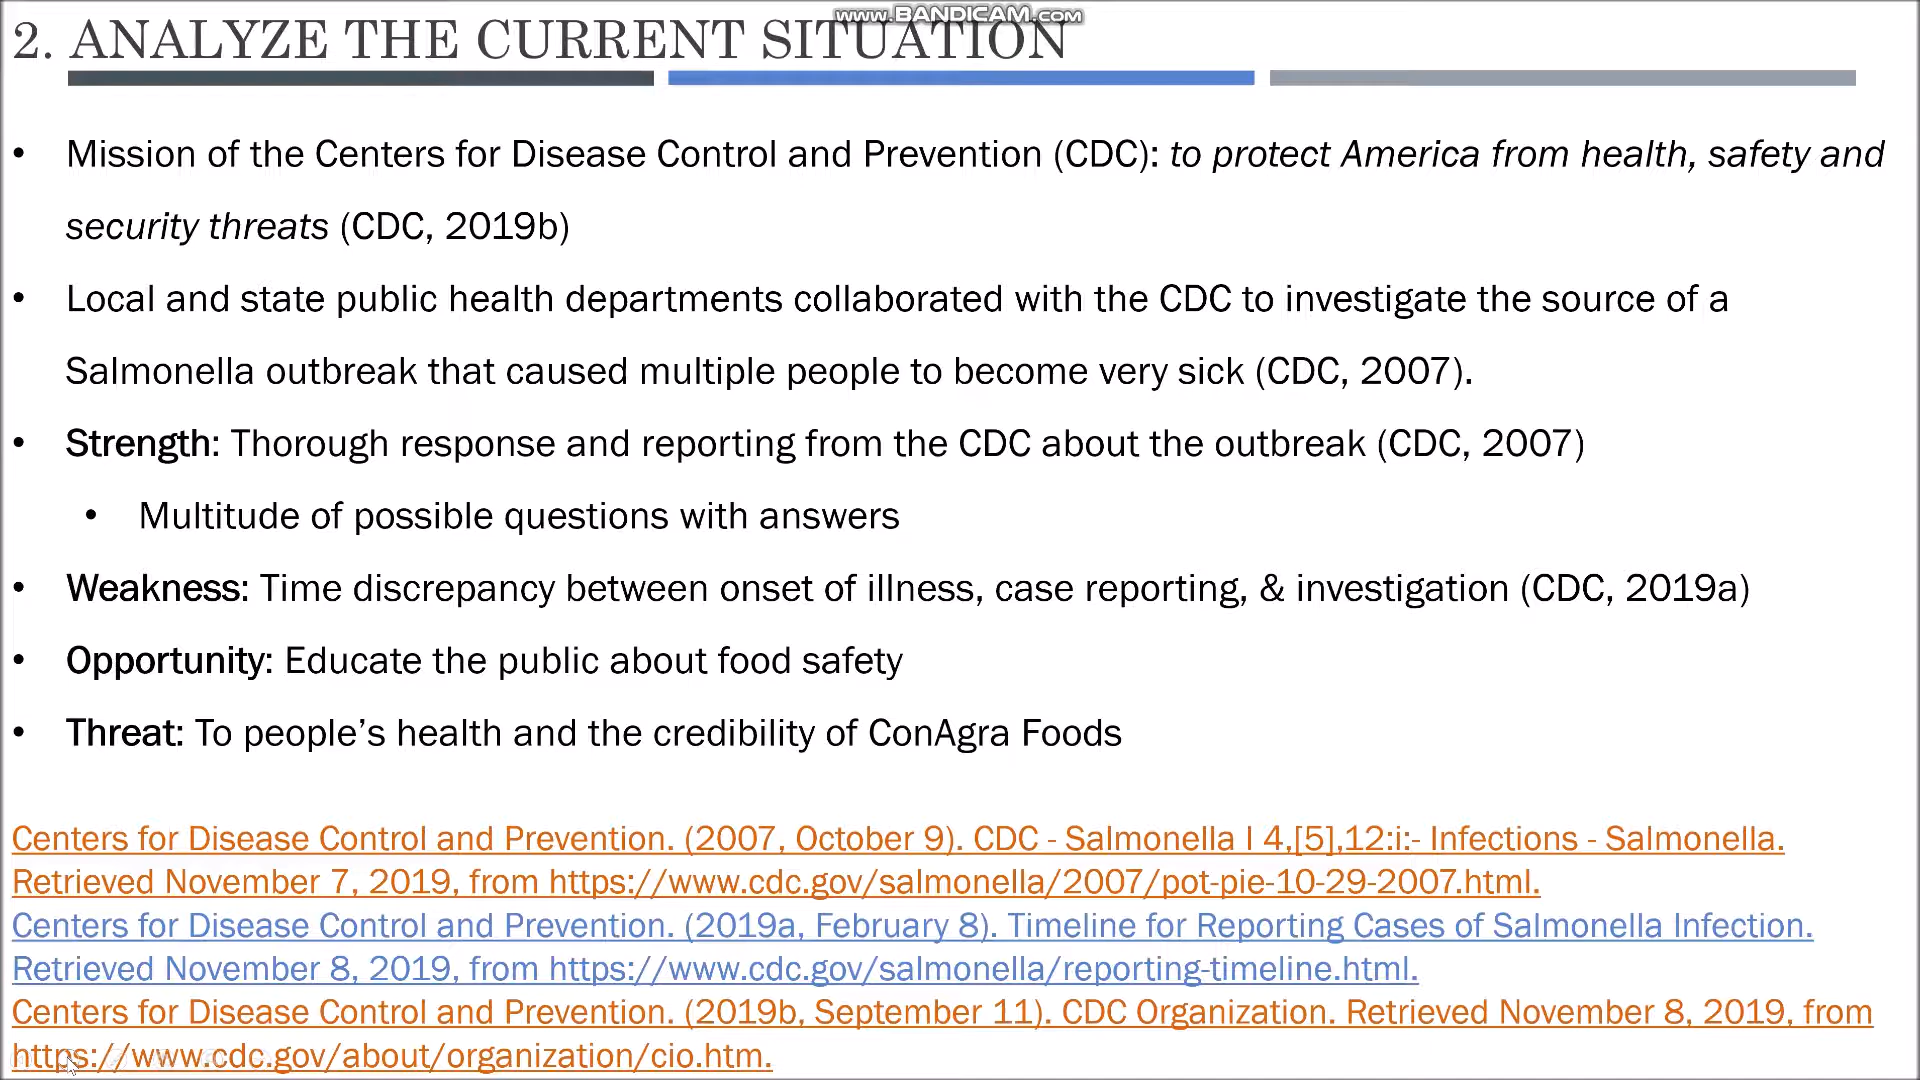 www.BANDICAM.com
2. ANALYZE THE CURRENT SITUATION
• Mission of the Centers for Disease Control and Prevention (CDC): to protect America from health, safety and
security threats (CDC, 2019b)
• Local and state public health departments collaborated with the CDC to investigate the source of a
Salmonella outbreak that caused multiple people to become very sick (CDC, 2007).
• Strength: Thorough response and reporting from the CDC about the outbreak (CDC, 2007)
• Multitude of possible questions with answers
• Weakness: Time discrepancy between onset of illness, case reporting, & investigation (CDC, 2019a)
• Opportunity: Educate the public about food safety
• Threat: To people’s health and the credibility of ConAgra Foods
Centers for Disease Control and Prevention. (2007, October 9). CDC - Salmonella I 4,[5],12:i:- Infections - Salmonella.
Retrieved November 7, 2019, from https://www.cdc.gov/salmonella/2007/pot-pie-10-29-2007.html.
Centers for Disease Control and Prevention. (2019a, February 8). Timeline for Reporting Cases of Salmonella Infection.
Retrieved November 8, 2019, from https://www.cdc.gov/salmonella/reporting-timeline.html.
Centers for Disease Control and Prevention. (2019b, September 11). CDC Organization. Retrieved November 8, 2019, from
https://www.cdc.gov/about/organization/cio.htm.